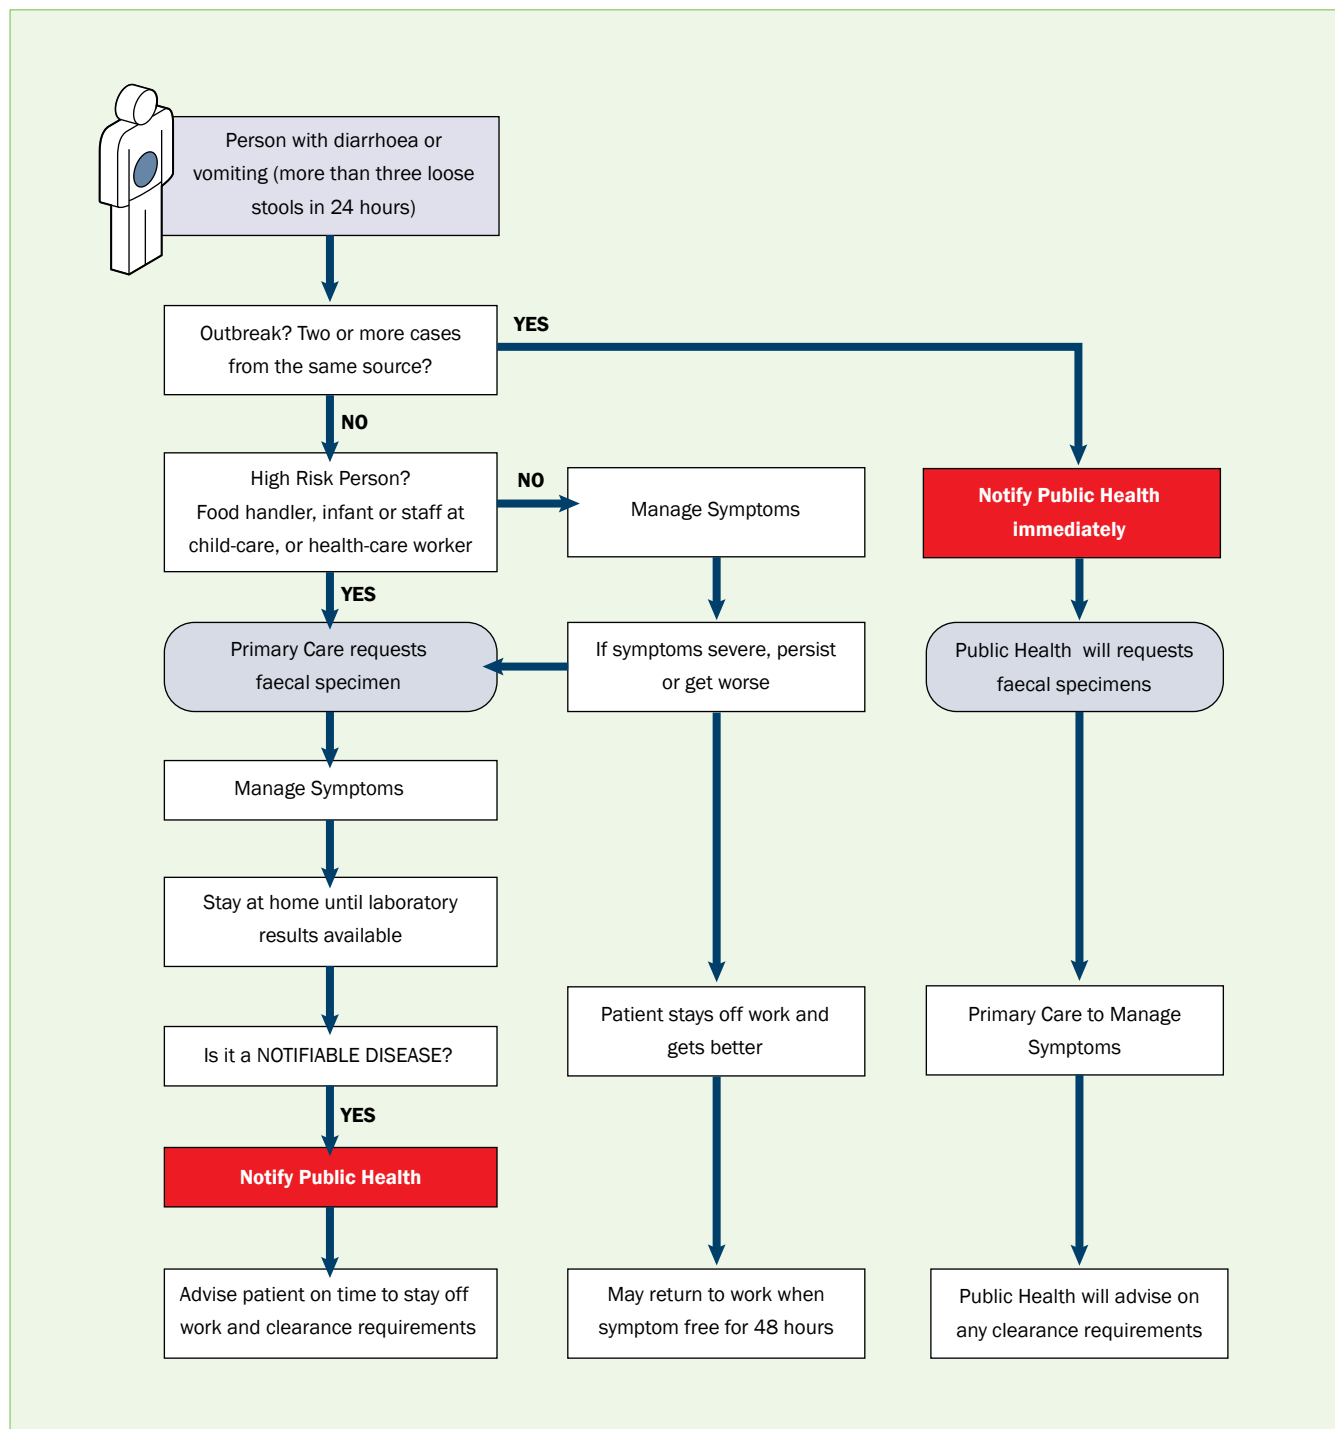 Person with diarrhoea or
vomiting (more than three loose
stools in 24 hours)
Outbreak? Two or more cases
from the same source?
YES
NO
High Risk Person?
Food handler, infant or staff at
child-care, or health-care worker
NO
Manage Symptoms
Notify Public Health
immediately
YES
Primary Care requests
faecal specimen
If symptoms severe, persist
or get worse
Public Health  will requests
faecal specimens
Manage Symptoms
Stay at home until laboratory
results available
Is it a NOTIFIABLE DISEASE?
Patient stays off work and
gets better
Primary Care to Manage
Symptoms
YES
Notify Public Health
Advise patient on time to stay off
work and clearance requirements
May return to work when
symptom free for 48 hours
Public Health will advise on
any clearance requirements